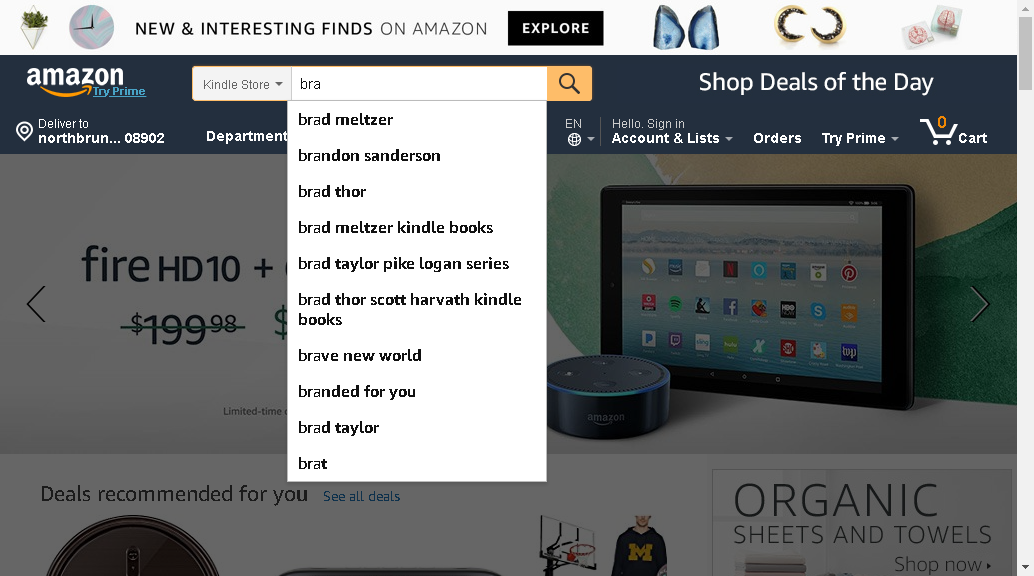 NEW & INTERESTING FINDS ON AMAZON
EXPLORE
amazon
Try Prime
Kindle Store
bra
Shop Deals of the Day
Deliver to
northbrun... 08902
Department
EN
Hello. Sign in
Account & Lists
Orders
Try Prime
0
Cart
brad meltzer
brandon sanderson
brad thor
brad meltzer kindle books
brad taylor pike logan series
brad thor scott harvath kindle
books
brave new world
branded for you
brad taylor
brat
fire HD10 +
$199 98
$
Limited-time
amazon
Deals recommended for you
See all deals
ORGANIC
SHEETS AND TOWELS
Shop now